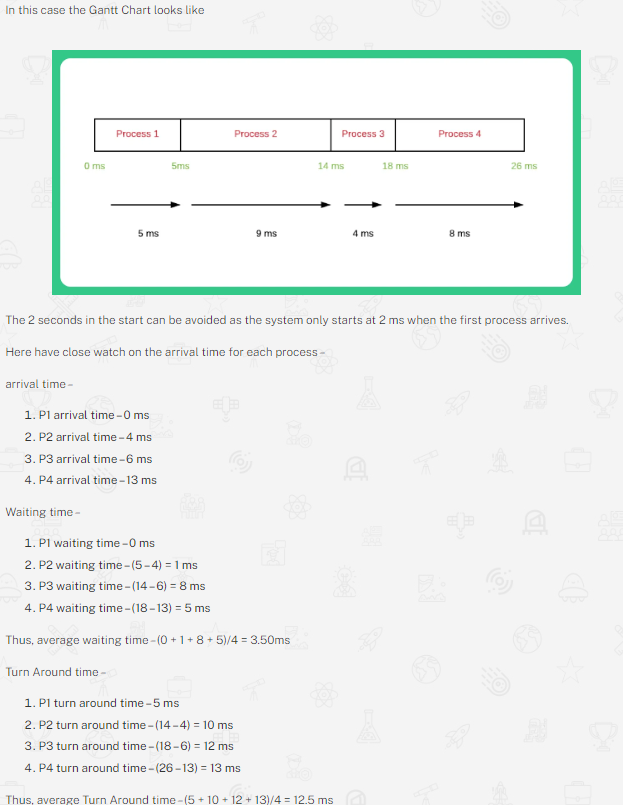 In this case the Gantt Chart looks like
Process 1 Process 2 Process 3 Process 4
0 ms 5ms 14 ms 18 ms 26 ms
5 ms 9 ms 4 ms 8 ms
The 2 seconds in the start can be avoided as the system only starts at 2 ms when the first process arrives.
Here have close watch on the arrival time for each process –
arrival time –
1. P1 arrival time – 0 ms
2. P2 arrival time – 4 ms
3. P3 arrival time – 6 ms
4. P4 arrival time – 13 ms
Waiting time –
1. P1 waiting time – 0 ms
2. P2 waiting time – (5 – 4) = 1 ms
3. P3 waiting time – (14 – 6) = 8 ms
4. P4 waiting time – (18 – 13) = 5 ms
Thus, average waiting time – (0 + 1 + 8 + 5)/4 = 3.50ms
Turn Around time –
1. P1 turn around time – 5 ms
2. P2 turn around time – (14 – 4) = 10 ms
3. P3 turn around time – (18 – 6) = 12 ms
4. P4 turn around time – (26 – 13) = 13 ms
Thus, average Turn Around time – (5 + 10 + 12 + 13)/4 = 12.5 ms